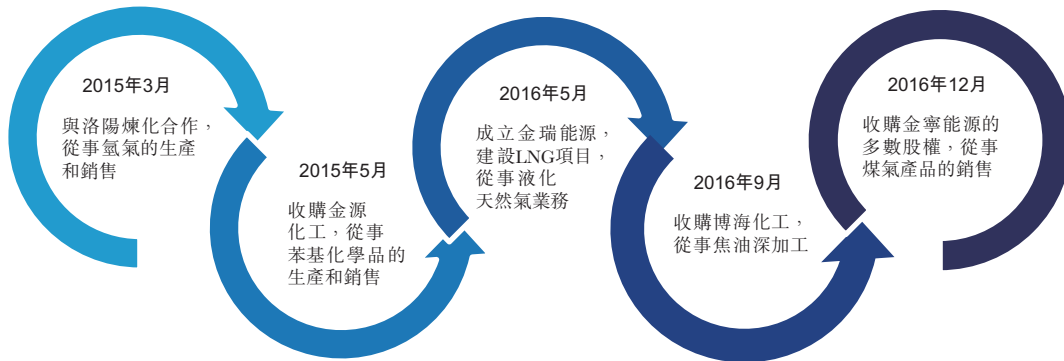 2015年3月
與洛陽煉化合作，
從事氫氣的生產
和銷售
2015年5月
收購金源
化工，從事
苯基化學品的
生產和銷售
2016年5月
成立金瑞能源，
建設LNG項目，
從事液化
天然氣業務
2016年9月
收購博海化工，
從事焦油深加工
2016年12月
收購金寧能源的
多數股權，從事
煤氣產品的銷售